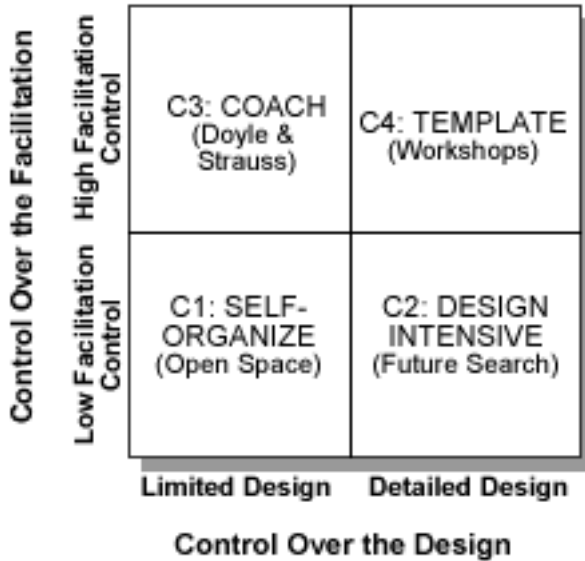 Control Over the Facilitation
High Facilitation
Control
C3: COACH
(Doyle &
Strauss)
C4: TEMPLATE
(Workshops)
Low Facilitation
Control
C1: SELF-
ORGANIZE
(Open Space)
C2: DESIGN
INTENSIVE
(Future Search)
Limited Design
Detailed Design
Control Over the Design